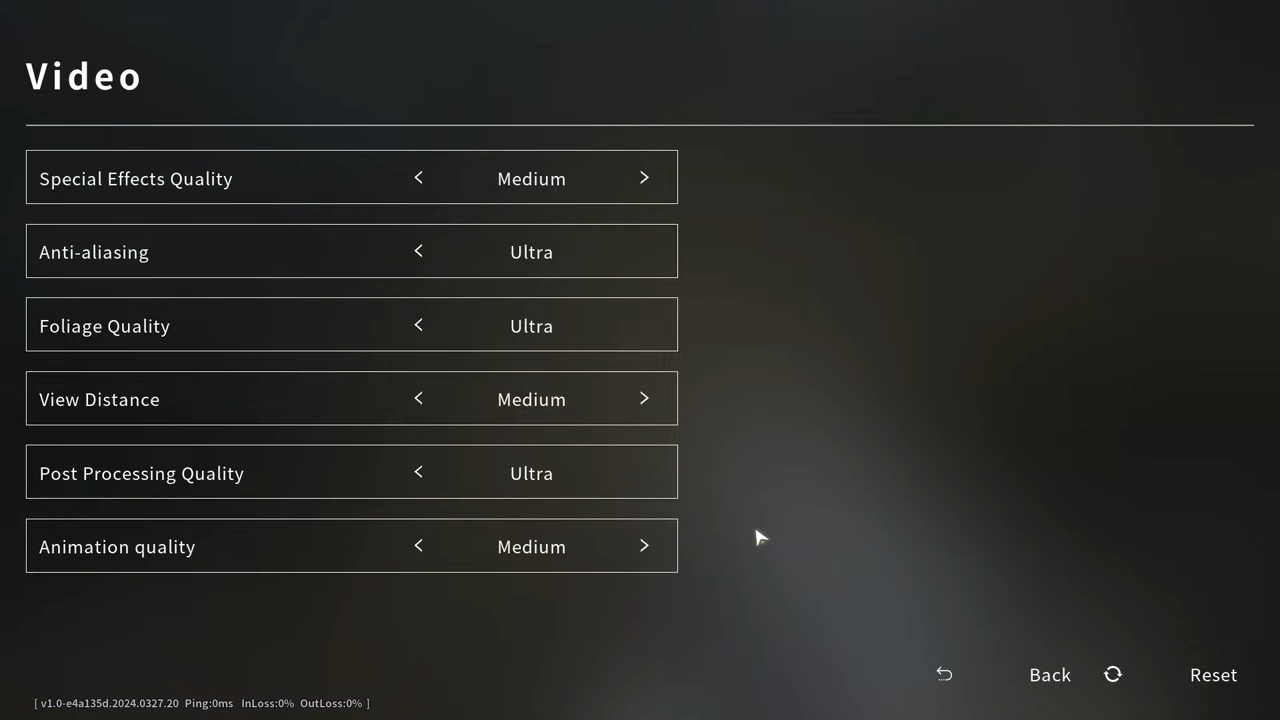 Video
Special Effects Quality < Medium >
Anti-aliasing < Ultra
Foliage Quality < Ultra
View Distance < Medium >
Post Processing Quality < Ultra
Animation quality < Medium >
Back Reset
[ v1.0-e4a135d.2024.0327.20 Ping:0ms InLoss:0% OutLoss:0% ]